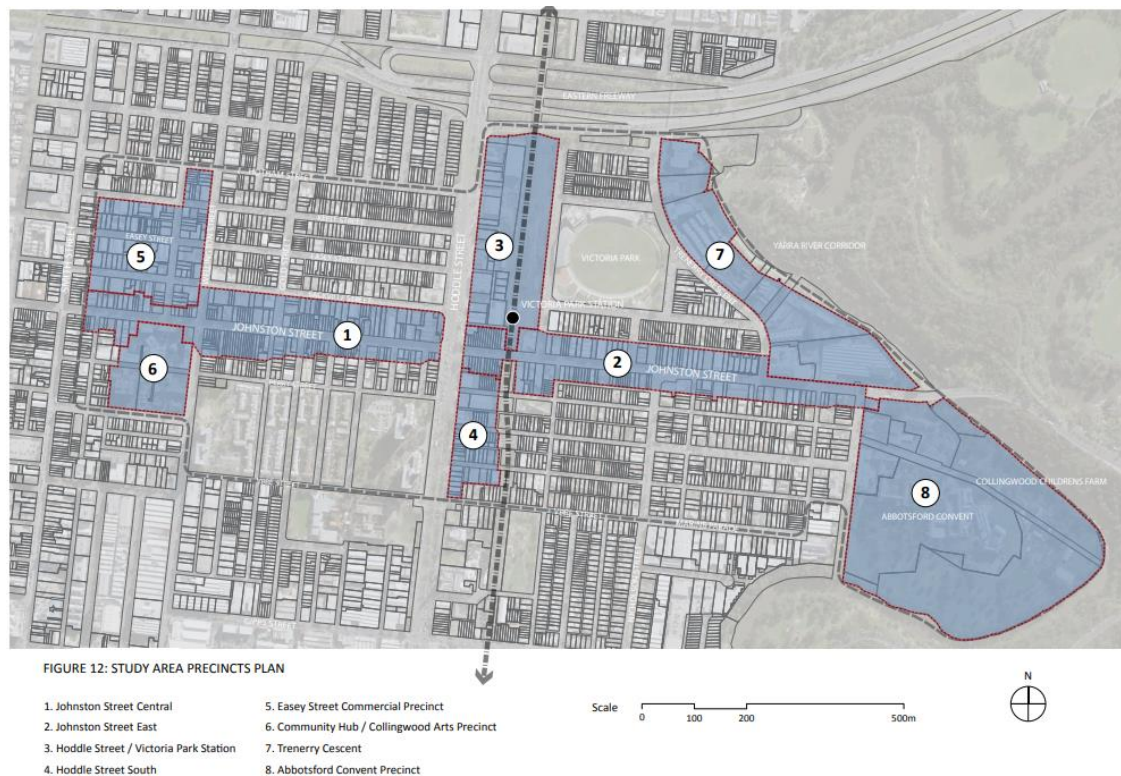 EASTERN FREEWAY
EASEY STREET
5
SMITH STREET
HODDLE STREET
3
VICTORIA PARK
7
YARRA RIVER CORRIDOR
VICTORIA PARK STATION
JOHNSTON STREET
1
2
JOHNSTON STREET
6
4
8
COLLINGWOOD CHILDRENS FARM
ABBOTSFORD CONVENT
FIGURE 12: STUDY AREA PRECINCTS PLAN
1. Johnston Street Central
2. Johnston Street East
3. Hoddle Street / Victoria Park Station
4. Hoddle Street South
5. Easey Street Commercial Precinct
6. Community Hub / Collingwood Arts Precinct
7. Trenerry Cescent
8. Abbotsford Convent Precinct
Scale
0 100 200 500m
N